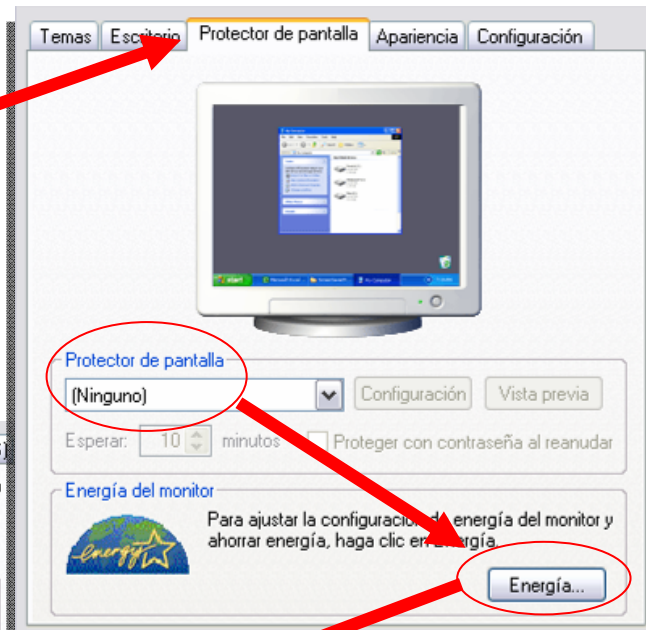 Temas Escritorio Protector de pantalla Apariencia Configuración
Protector de pantalla
(Ninguno) Configuración Vista previa
Esperar: 10 minutos Proteger con contraseña al reanudar
Energía del monitor
Para ajustar la configuración de energía del monitor y
ahorrar energía, haga clic en Energía.
energy
Energía...